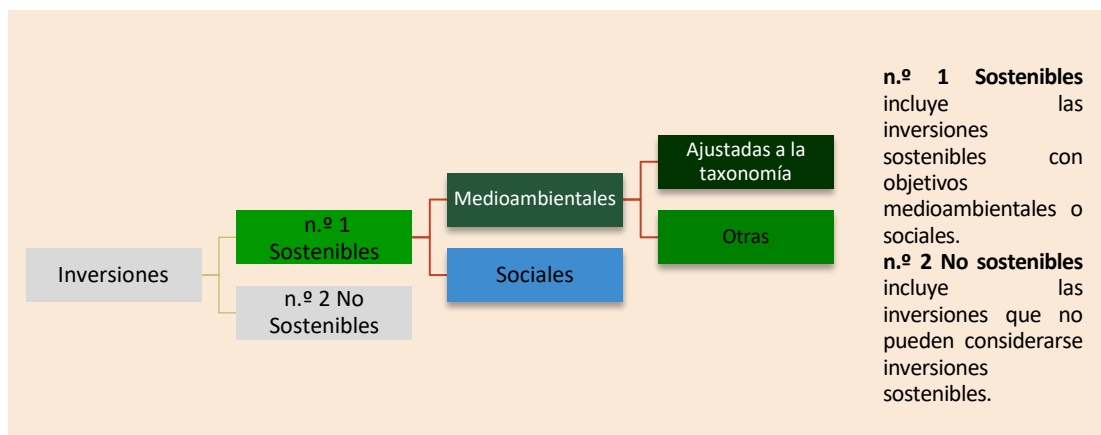 Inversiones
n.º 1
Sostenibles
n.º 2 No
Sostenibles
Medioambientales
Sociales
Ajustadas a la
taxonomía
Otras
n.º 1 Sostenibles
incluye las
inversiones
sostenibles con
objetivos
medioambientales o
sociales.
n.º 2 No sostenibles
incluye las
inversiones que no
pueden considerarse
inversiones
sostenibles.